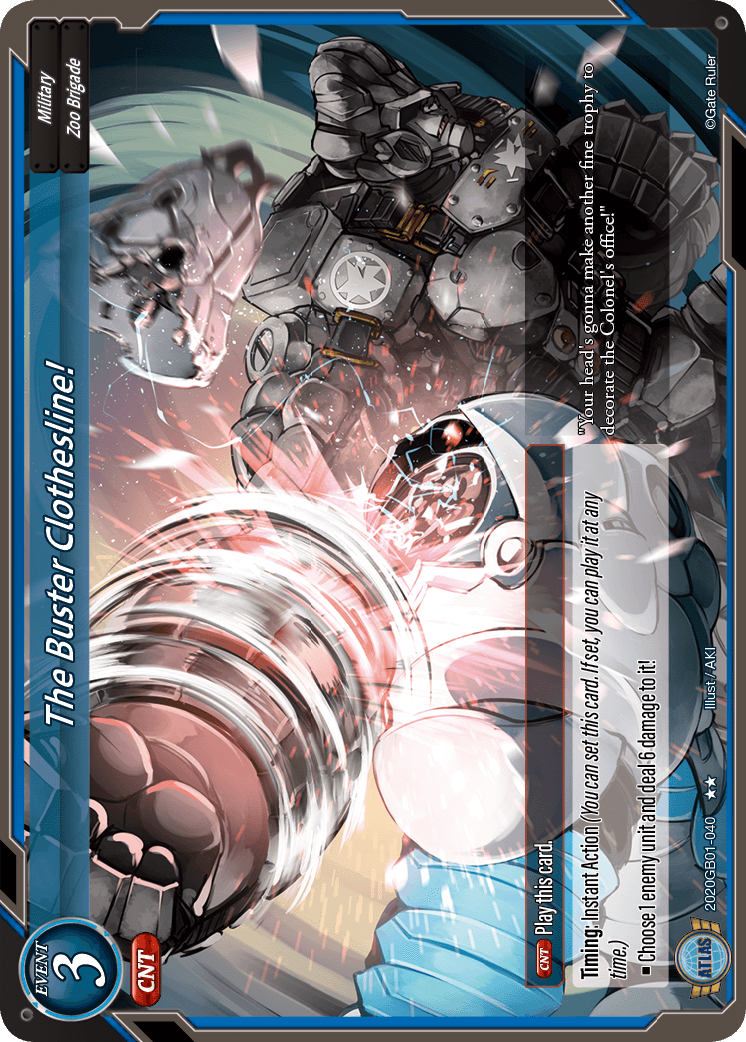 EVENT
3
The Buster Clothesline!
Military
Zoo Brigade
CNT
CNT Play this card.
Timing: Instant Action (You can set this card. If set, you can play it at any
time.)
■ Choose 1 enemy unit and deal 6 damage to it!
"Your head's gonna make another fine trophy to
decorate the Colonel's office!"
ATLAS
2020GB01-040 ★★
Illust / AKI
©Gate Ruler